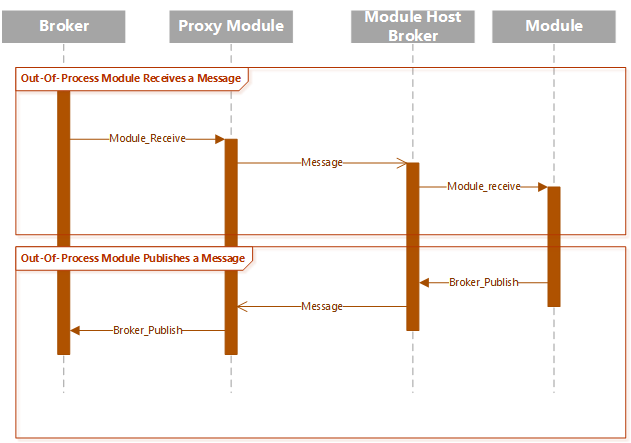 Broker
Proxy Module
Module Host
Broker
Module
Out-Of-Process Module Receives a Message
Module_Receive
Message
Module_receive
Out-Of-Process Module Publishes a Message
Broker_Publish
Message
Broker_Publish